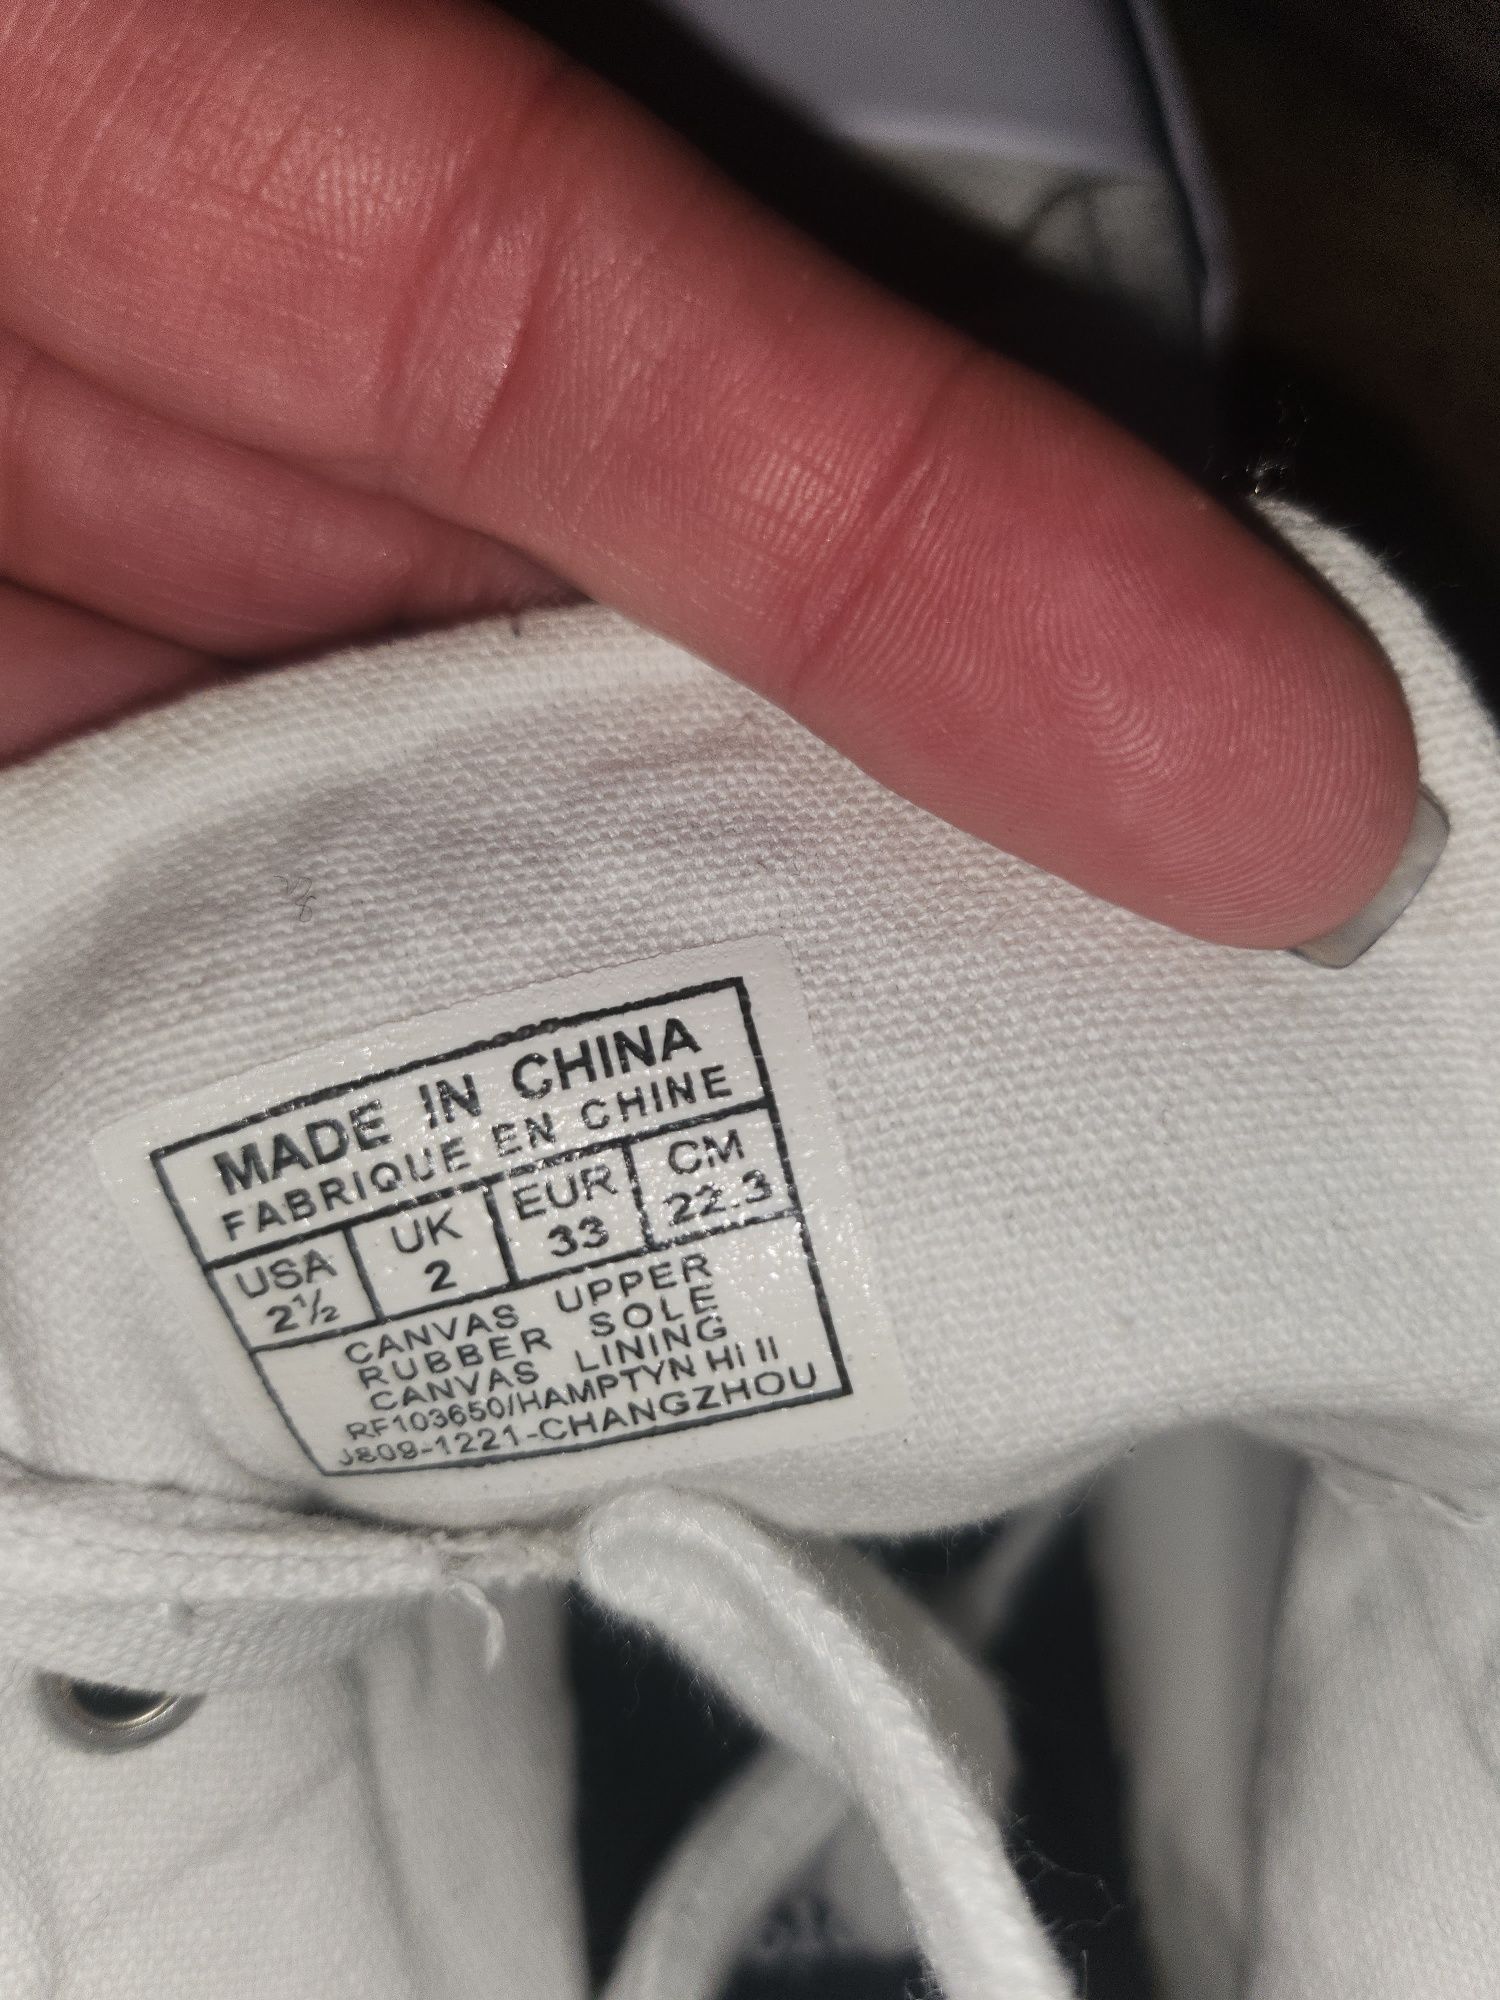 MADE IN CHINA
FABRIQUE EN CHINE
USA UK EUR CM
2½ 2 33 22.3
CANVAS UPPER
RUBBER SOLE
CANVAS LINING
RF103650/HAMPTYN Hi II
J809-1221-CHANGZHOU